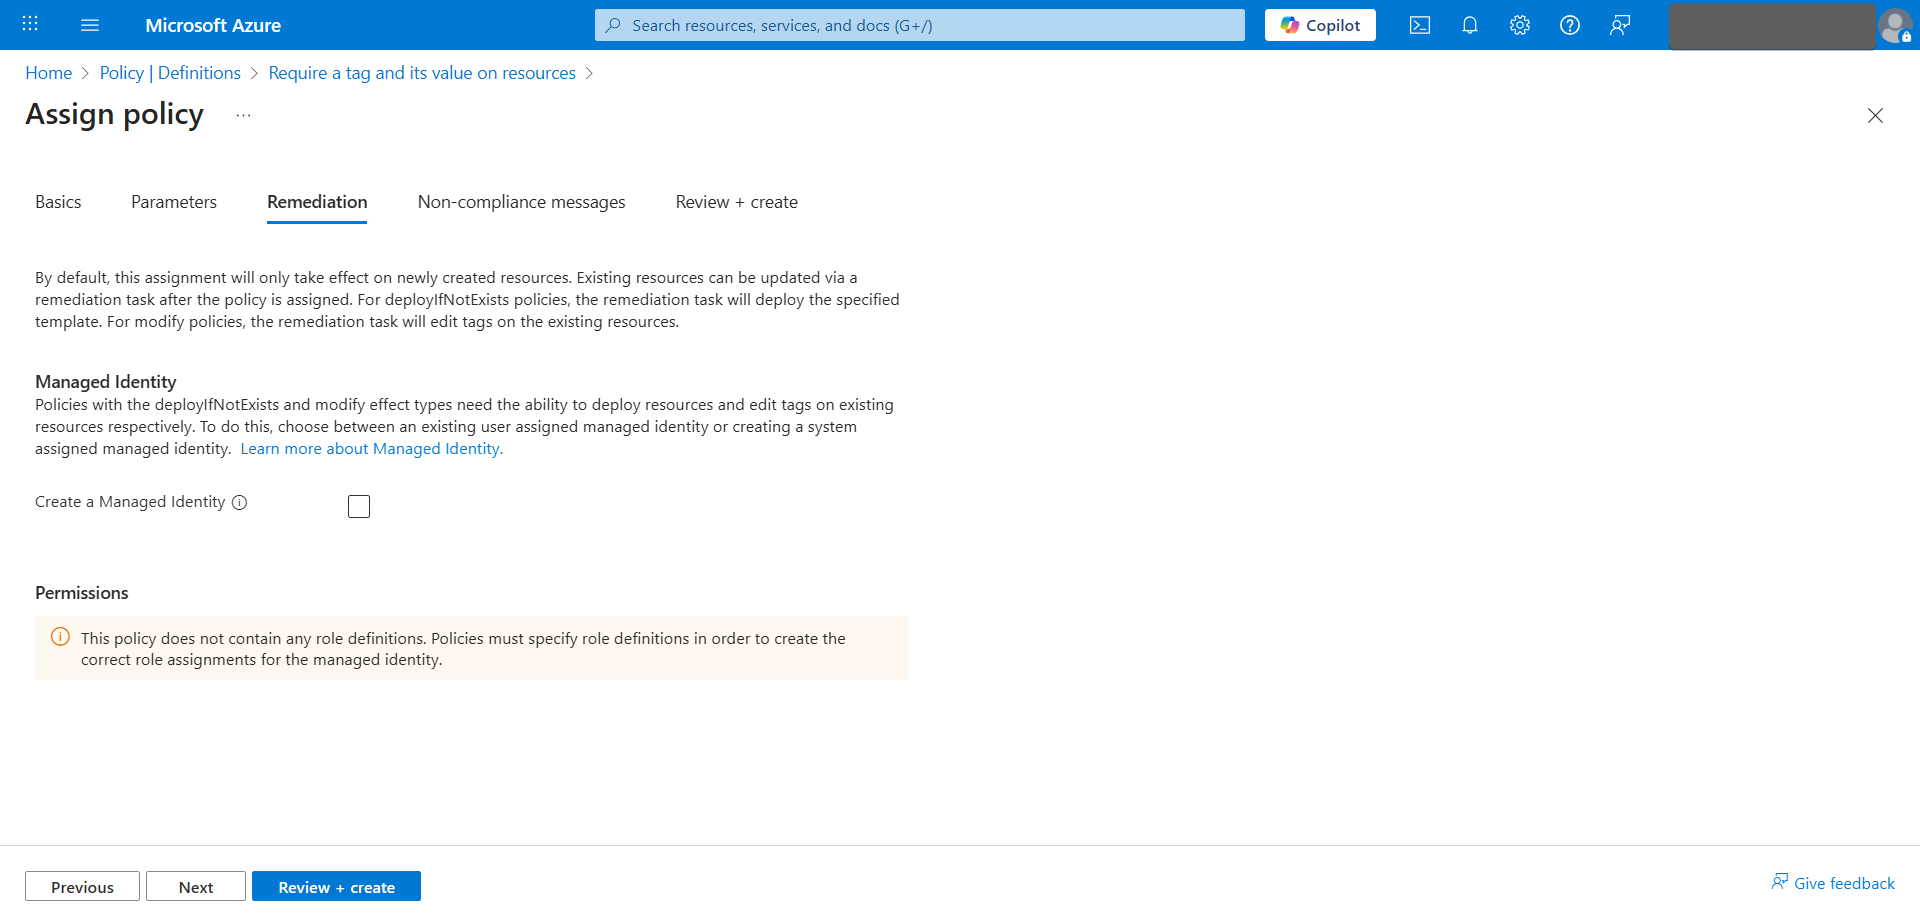 Microsoft Azure
Search resources, services, and docs (G+/)
Copilot
Home > Policy | Definitions > Require a tag and its value on resources >
Assign policy ...
Basics Parameters Remediation Non-compliance messages Review + create
By default, this assignment will only take effect on newly created resources. Existing resources can be updated via a
remediation task after the policy is assigned. For deployIfNotExists policies, the remediation task will deploy the specified
template. For modify policies, the remediation task will edit tags on the existing resources.
Managed Identity
Policies with the deployIfNotExists and modify effect types need the ability to deploy resources and edit tags on existing
resources respectively. To do this, choose between an existing user assigned managed identity or creating a system
assigned managed identity. Learn more about Managed Identity.
Create a Managed Identity
Permissions
This policy does not contain any role definitions. Policies must specify role definitions in order to create the
correct role assignments for the managed identity.
Previous Next Review + create
Give feedback